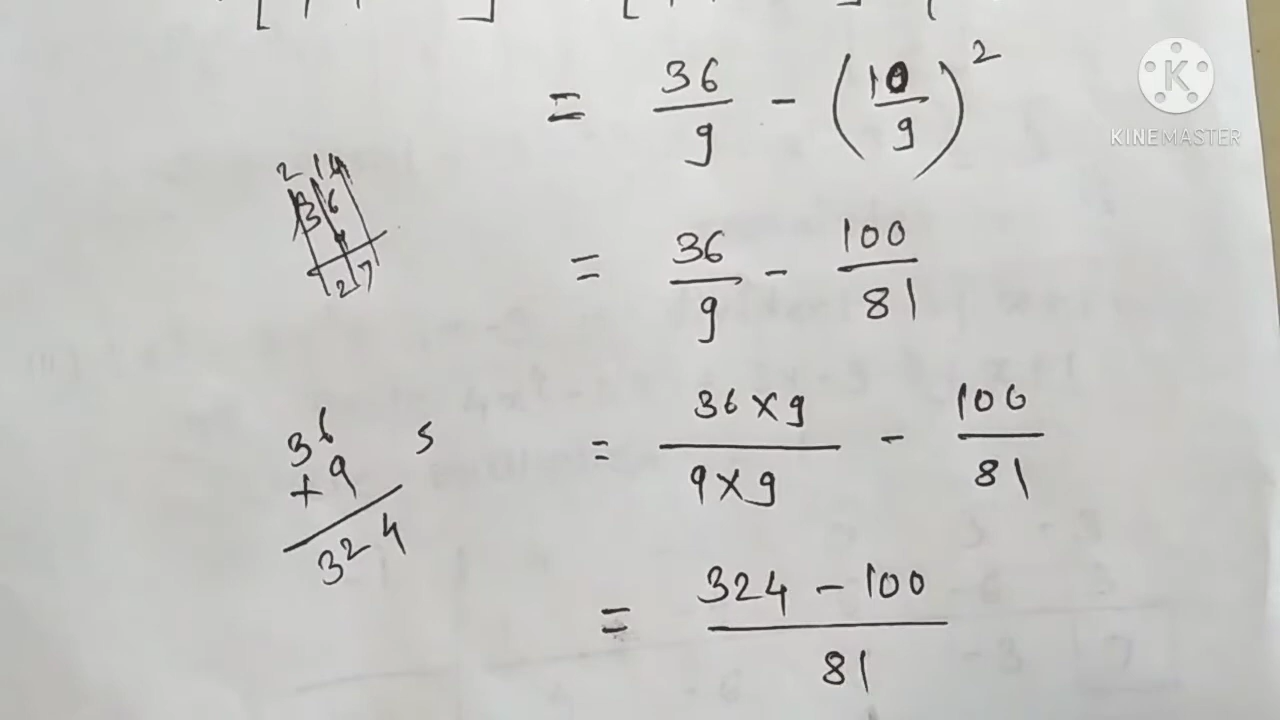 = 36/9 - (10/9)²
KINEMASTER
= 36/9 - 100/81
= 36×9/9×9 - 100/81
36 5
+9
324
= 324 - 100/81